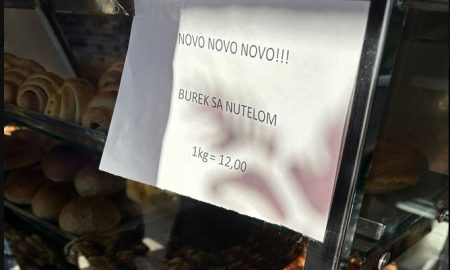 NOVO NOVO NOVO!!!
BUREK SA NUTELOM
1kg = 12,00